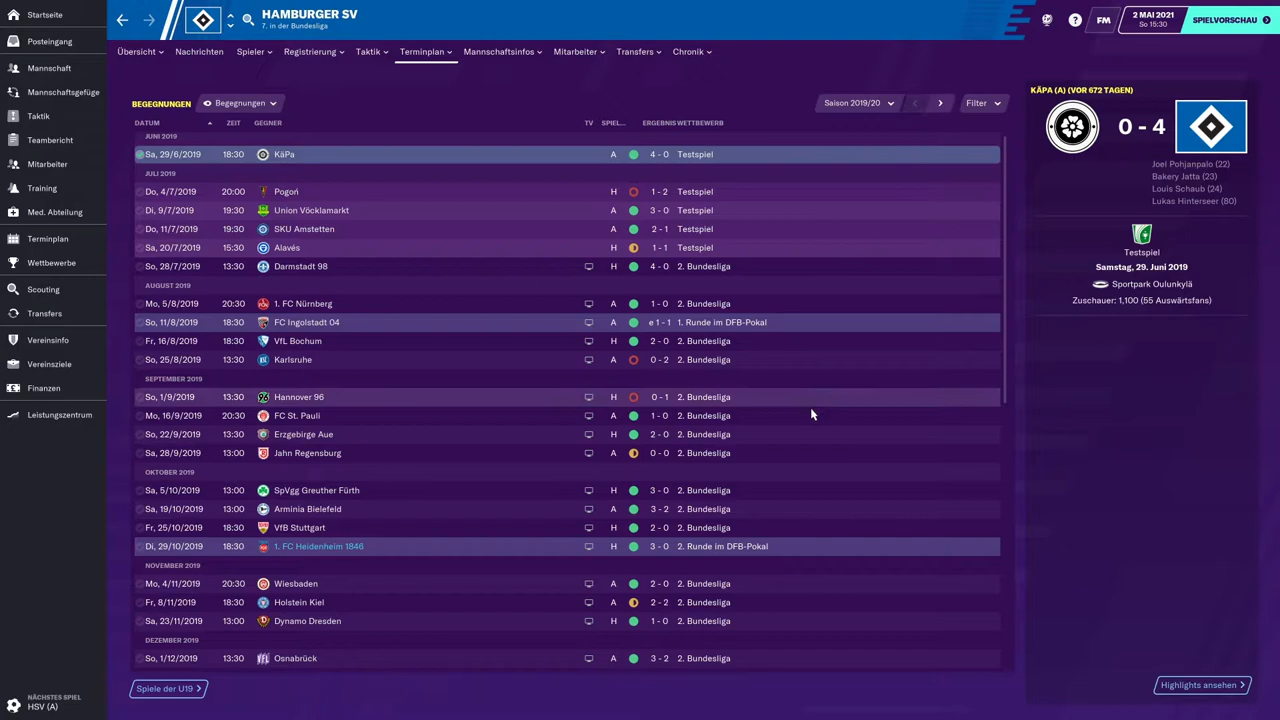 Startseite
Posteingang
Mannschaft
Mannschaftsgefüge
Taktik
Teambericht
Mitarbeiter
Training
Med. Abteilung
Terminplan
Wettbewerbe
Scouting
Transfers
Vereinsinfo
Vereinsziele
Finanzen
Leistungszentrum
NÄCHSTES SPIEL
HSV (A)
HAMBURGER SV
7. in der Bundesliga
? FM 2 MAI 2021 So 15:30 SPIELVORSCHAU
Übersicht Nachrichten Spieler Registrierung Taktik Terminplan Mannschaftsinfos Mitarbeiter Transfers Chronik
BEGEGNUNGEN Begegnungen Saison 2019/20 Filter
DATUM ZEIT GEGNER TV SPIEL... ERGEBNIS WETTBEWERB
JUNI 2019
Sa, 29/6/2019 18:30 KäPa A 4 - 0 Testspiel
JULI 2019
Do, 4/7/2019 20:00 Pogoń H 1 - 2 Testspiel
Di, 9/7/2019 19:30 Union Vöcklamarkt A 3 - 0 Testspiel
Do, 11/7/2019 19:30 SKU Amstetten A 2 - 1 Testspiel
Sa, 20/7/2019 15:30 Alavés H 1 - 1 Testspiel
So, 28/7/2019 13:30 Darmstadt 98 H 4 - 0 2. Bundesliga
AUGUST 2019
Mo, 5/8/2019 20:30 1. FC Nürnberg A 1 - 0 2. Bundesliga
So, 11/8/2019 18:30 FC Ingolstadt 04 A e 1 - 1 1. Runde im DFB-Pokal
Fr, 16/8/2019 18:30 VfL Bochum H 2 - 0 2. Bundesliga
So, 25/8/2019 13:30 Karlsruhe A 0 - 2 2. Bundesliga
SEPTEMBER 2019
So, 1/9/2019 13:30 Hannover 96 H 0 - 1 2. Bundesliga
Mo, 16/9/2019 20:30 FC St. Pauli A 1 - 0 2. Bundesliga
So, 22/9/2019 13:30 Erzgebirge Aue H 2 - 0 2. Bundesliga
Sa, 28/9/2019 13:00 Jahn Regensburg A 0 - 0 2. Bundesliga
OKTOBER 2019
Sa, 5/10/2019 13:00 SpVgg Greuther Fürth H 3 - 0 2. Bundesliga
Sa, 19/10/2019 13:00 Arminia Bielefeld A 3 - 2 2. Bundesliga
Fr, 25/10/2019 18:30 VfB Stuttgart H 2 - 0 2. Bundesliga
Di, 29/10/2019 18:30 1. FC Heidenheim 1846 H 3 - 0 2. Runde im DFB-Pokal
NOVEMBER 2019
Mo, 4/11/2019 20:30 Wiesbaden A 2 - 0 2. Bundesliga
Fr, 8/11/2019 18:30 Holstein Kiel A 2 - 2 2. Bundesliga
Sa, 23/11/2019 13:00 Dynamo Dresden H 1 - 0 2. Bundesliga
DEZEMBER 2019
So, 1/12/2019 13:30 Osnabrück A 3 - 2 2. Bundesliga
Spiele der U19
KÄPA (A) (VOR 672 TAGEN)
0 - 4
Joel Pohjanpalo (22)
Bakery Jatta (23)
Louis Schaub (24)
Lukas Hinterseer (80)
Testspiel
Samstag, 29. Juni 2019
Sportpark Oulunkylä
Zuschauer: 1,100 (55 Auswärtsfans)
Highlights ansehen